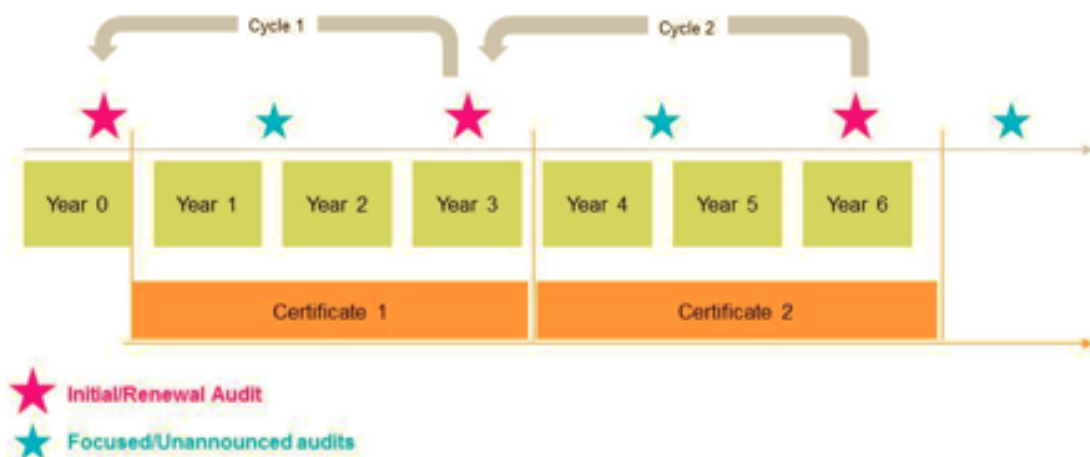 Cycle 1
Cycle 2
Year 0
Year 1
Year 2
Year 3
Year 4
Year 5
Year 6
Certificate 1
Certificate 2
Initial/Renewal Audit
Focused/Unannounced audits